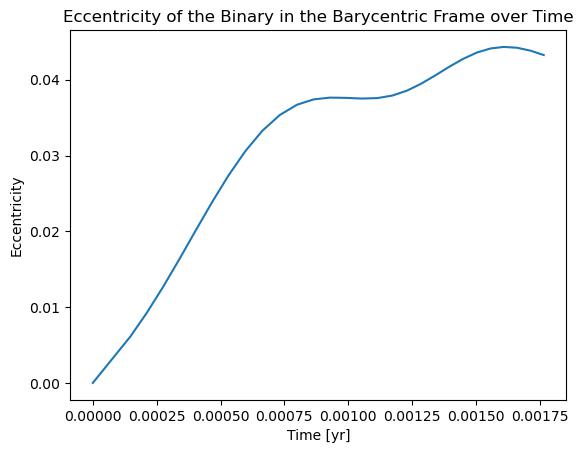 Eccentricity of the Binary in the Barycentric Frame over Time
0.04
0.03
0.02
0.01
0.00
Eccentricity
0.00000 0.00025 0.00050 0.00075 0.00100 0.00125 0.00150 0.00175
Time [yr]